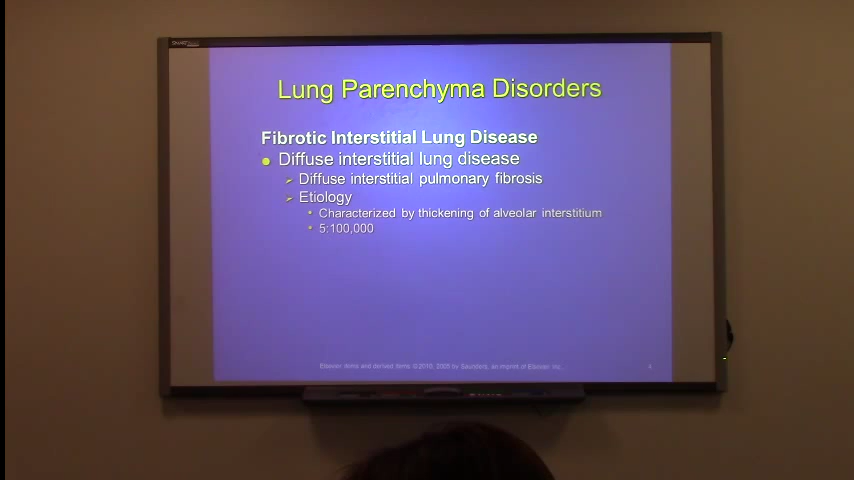 Lung Parenchyma Disorders
Fibrotic Interstitial Lung Disease
Diffuse interstitial lung disease
Diffuse interstitial pulmonary fibrosis
Etiology
Characterized by thickening of alveolar interstitium
5:100,000
Elsevier items and derived items © 2010, 2005 by Saunders, an imprint of Elsevier Inc.
4